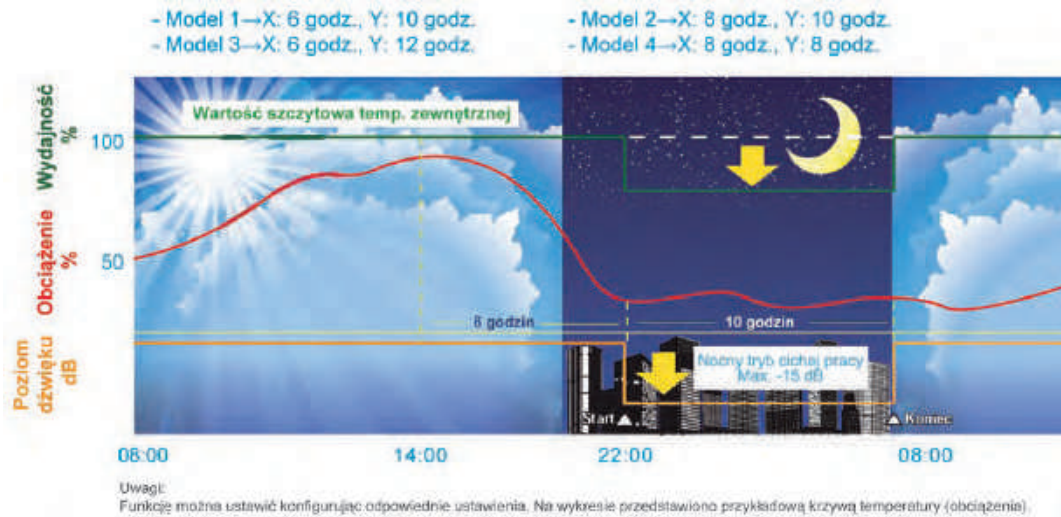 - Model 1→X: 6 godz., Y: 10 godz.
- Model 2→X: 8 godz., Y: 10 godz.
- Model 3→X: 6 godz., Y: 12 godz.
- Model 4→X: 8 godz., Y: 8 godz.
Wydajność %
Obciążenie %
Poziom dźwięku dB
Wartość szczytowa temp. zewnętrznej
100
50
8 godzin
10 godzin
Nocny tryb cichej pracy
Max. -15 dB
Start
Koniec
08:00
14:00
22:00
08:00
Uwagi:
Funkcję można ustawić konfigurując odpowiednie ustawienia. Na wykresie przedstawiono przykładową krzywą temperatury (obciążenia).